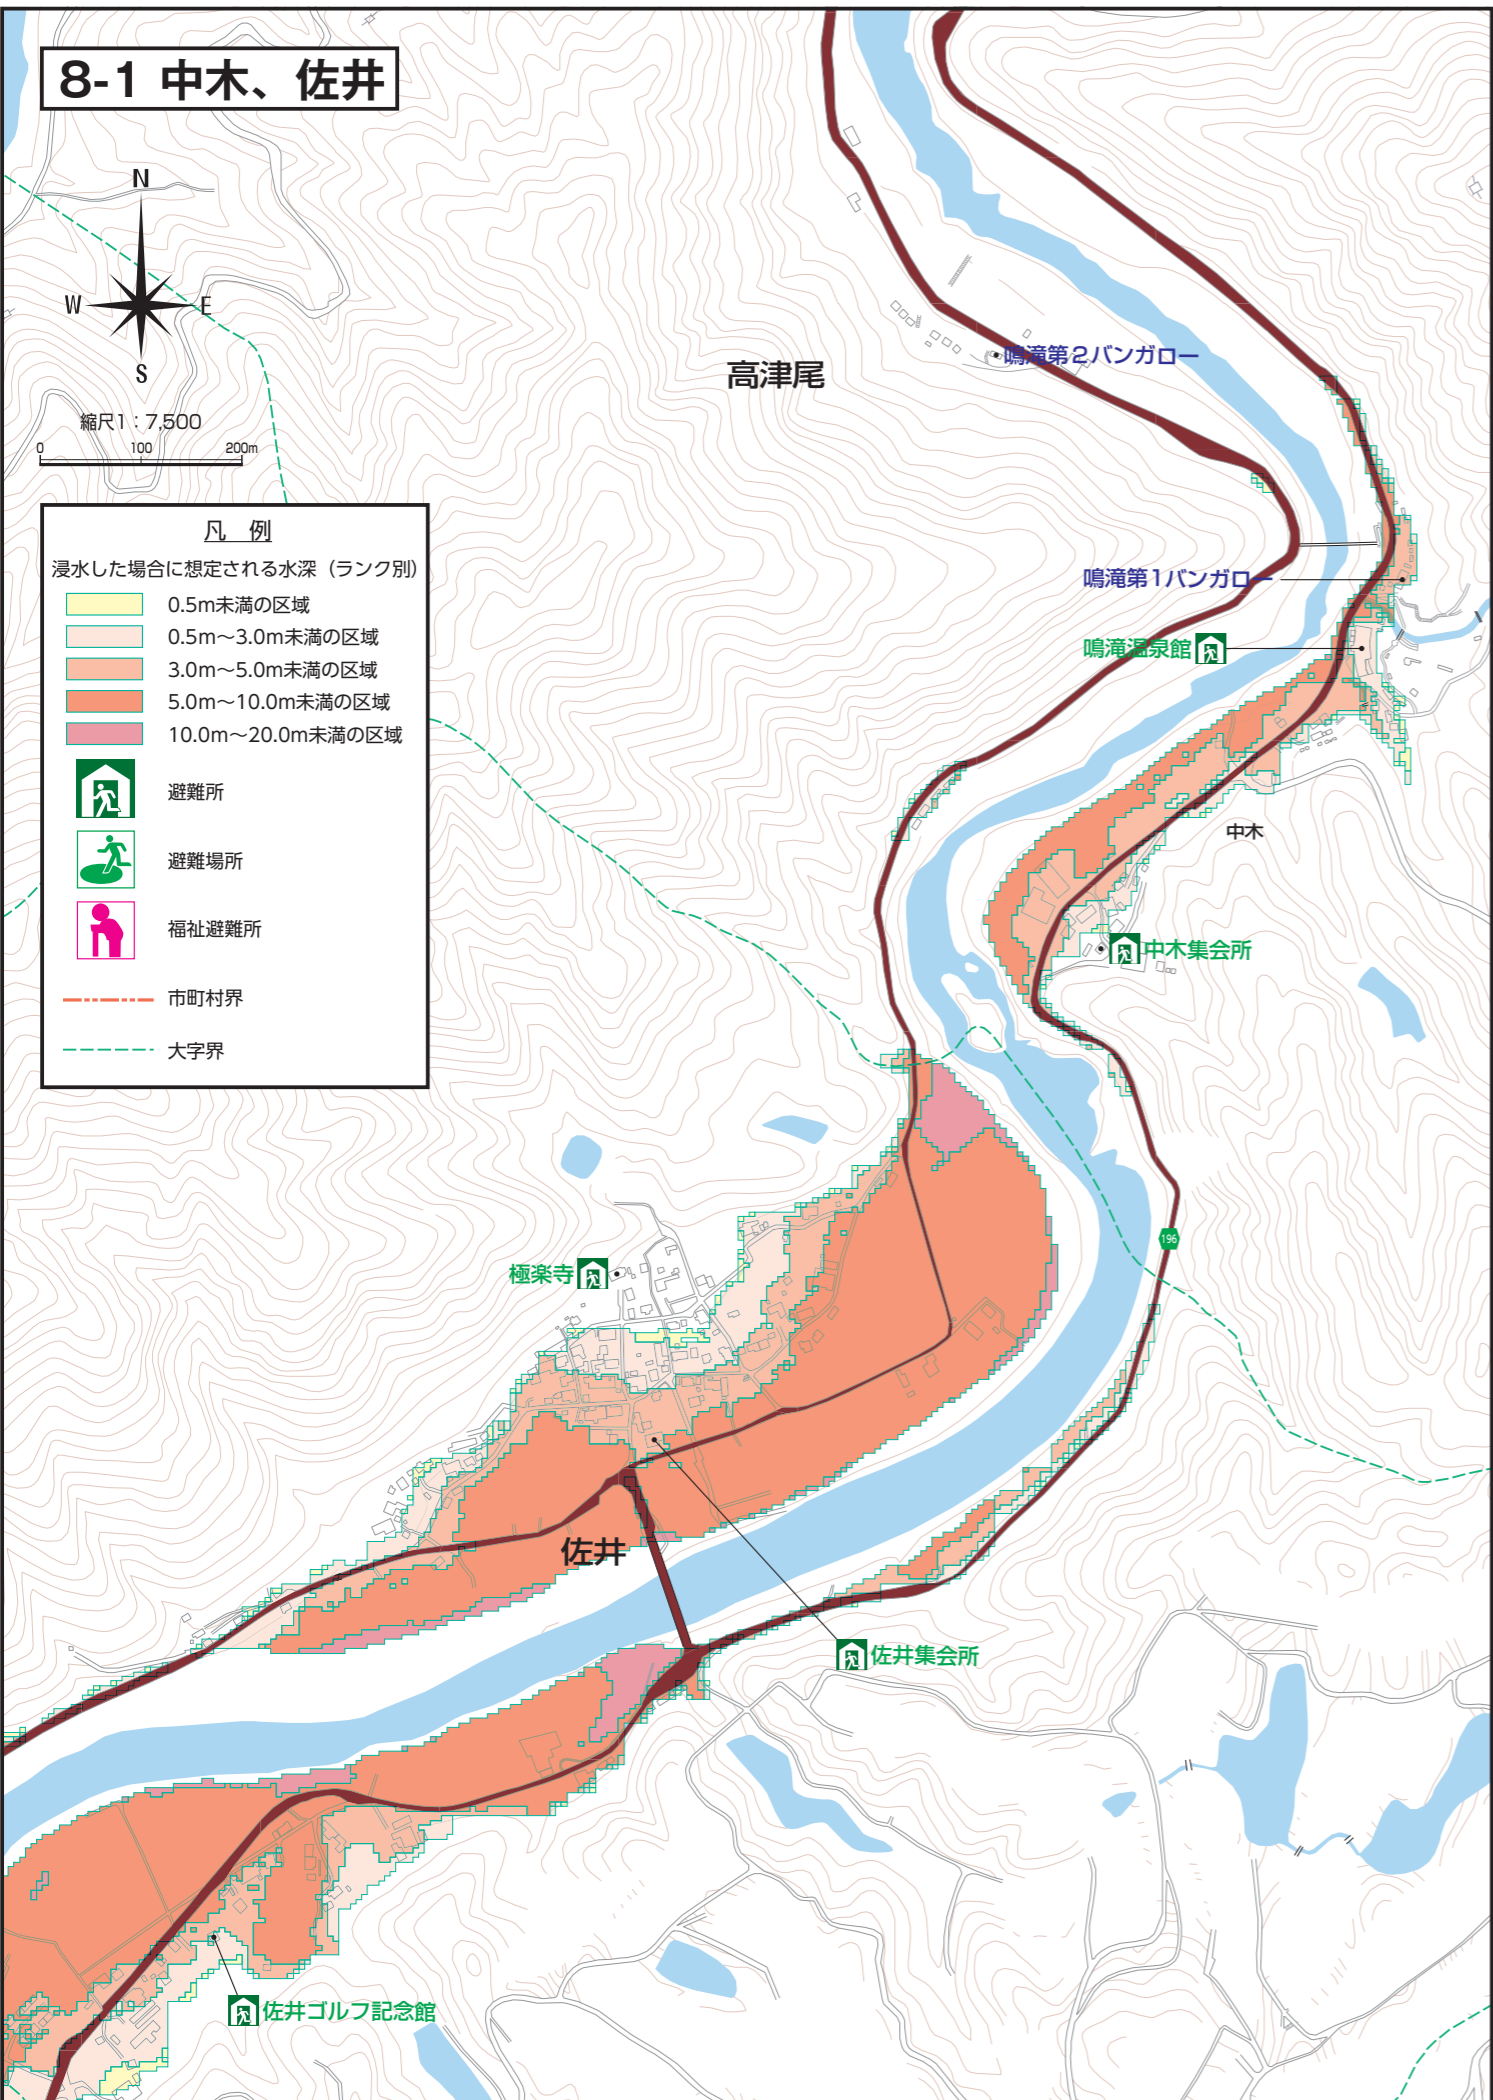 8-1 中木、佐井
N
W
E
S
縮尺1：7,500
0 100 200m
凡 例
浸水した場合に想定される水深（ランク別）
0.5m未満の区域
0.5m～3.0m未満の区域
3.0m～5.0m未満の区域
5.0m～10.0m未満の区域
10.0m～20.0m未満の区域
避難所
避難場所
福祉避難所
市町村界
大字界
高津尾
鳴滝第２バンガロー
鳴滝第１バンガロー
鳴滝温泉館
中木
中木集会所
196
極楽寺
佐井
佐井集会所
佐井ゴルフ記念館